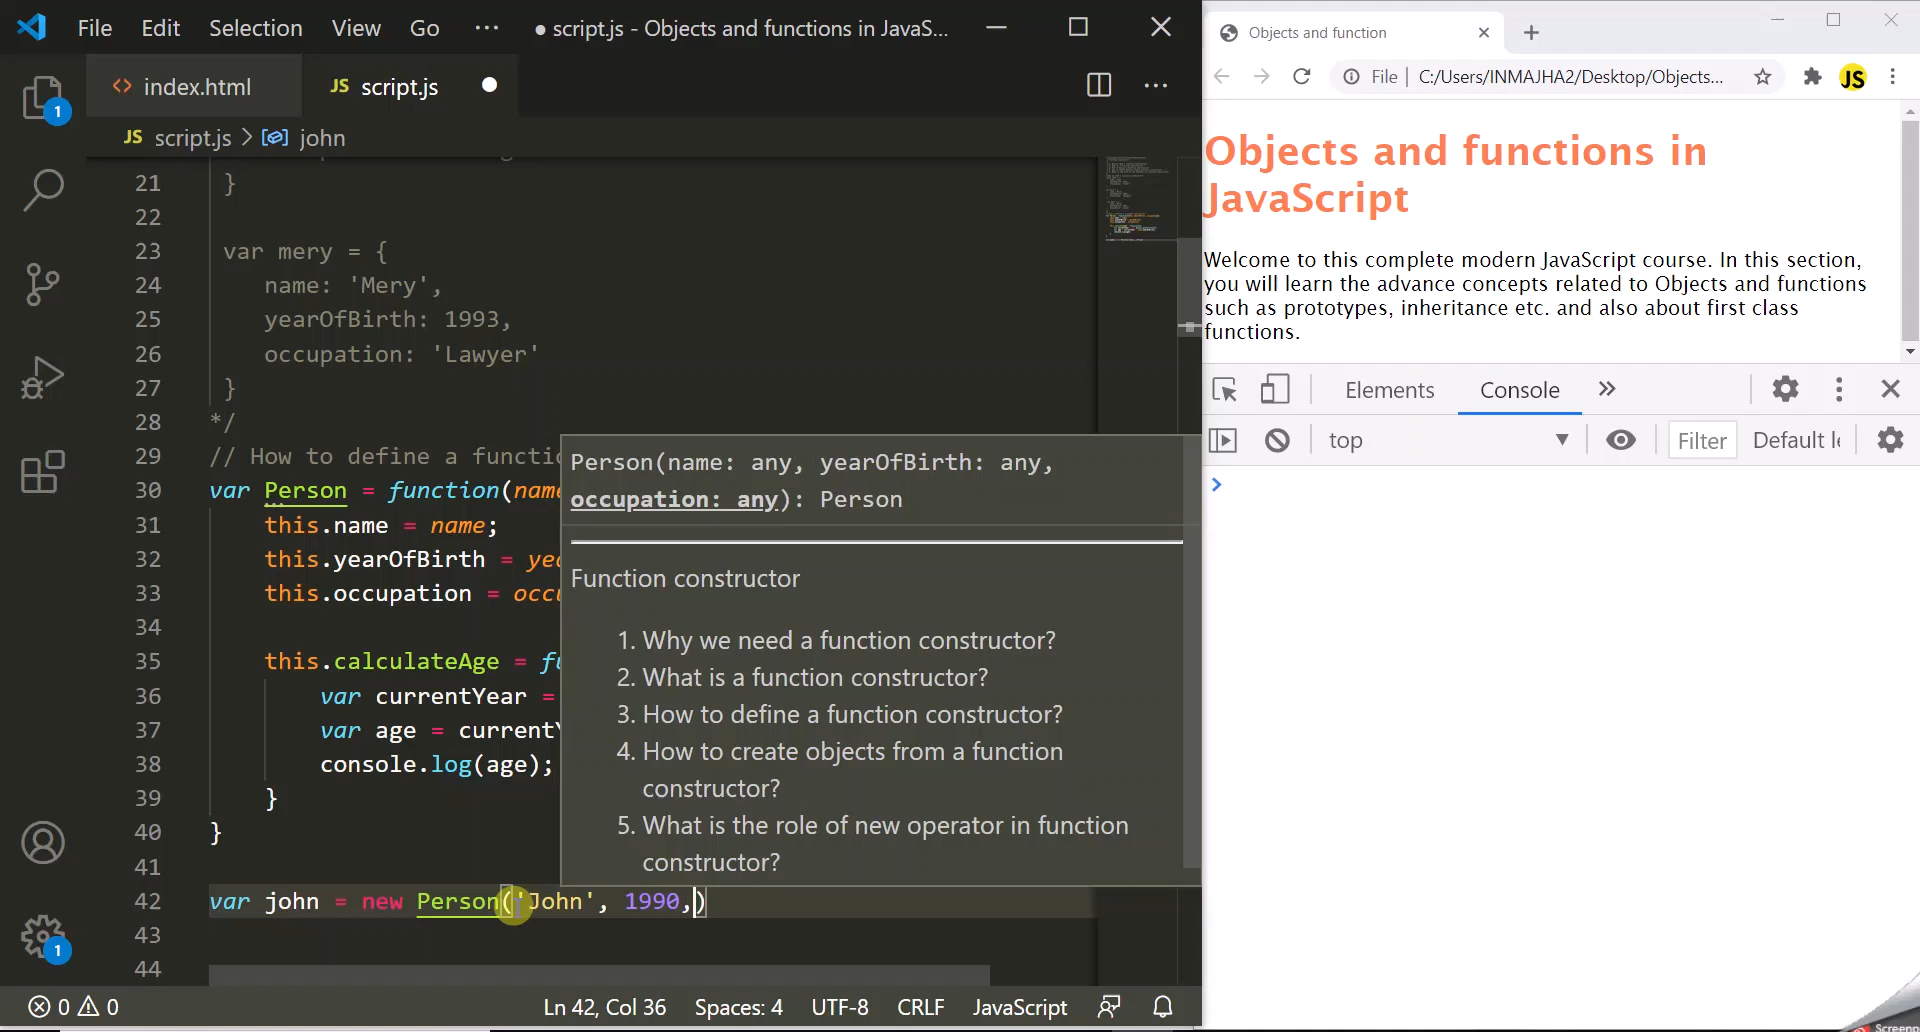 File Edit Selection View Go ··· ● script.js - Objects and functions in JavaS...
index.html
JS script.js
JS script.js > john
21 }
22
23 var mery = {
24 name: 'Mery',
25 yearOfBirth: 1993,
26 occupation: 'Lawyer'
27 }
28 */
29 // How to define a functio
30 var Person = function(name
31 this.name = name;
32 this.yearOfBirth = yea
33 this.occupation = occu
34
35 this.calculateAge = fu
36 var currentYear =
37 var age = currentY
38 console.log(age);
39 }
40 }
41
42 var john = new Person('John', 1990,)
43
44
Person(name: any, yearOfBirth: any,
occupation: any): Person
Function constructor
1. Why we need a function constructor?
2. What is a function constructor?
3. How to define a function constructor?
4. How to create objects from a function
constructor?
5. What is the role of new operator in function
constructor?
1
1
0 0
Ln 42, Col 36 Spaces: 4 UTF-8 CRLF JavaScript
Objects and function
File | C:/Users/INMAJHA2/Desktop/Objects...
JS
Objects and functions in
JavaScript
Welcome to this complete modern JavaScript course. In this section,
you will learn the advance concepts related to Objects and functions
such as prototypes, inheritance etc. and also about first class
functions.
Elements Console »
top Filter Default le
>